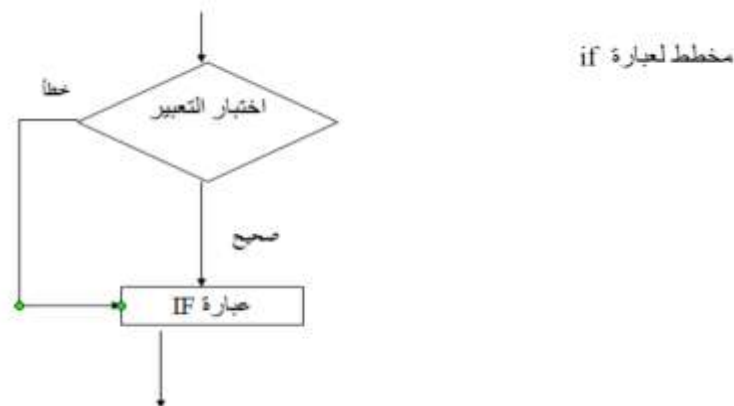 مخطط لعبارة if
خطأ
اختبار التعبير
صحيح
عبارة IF